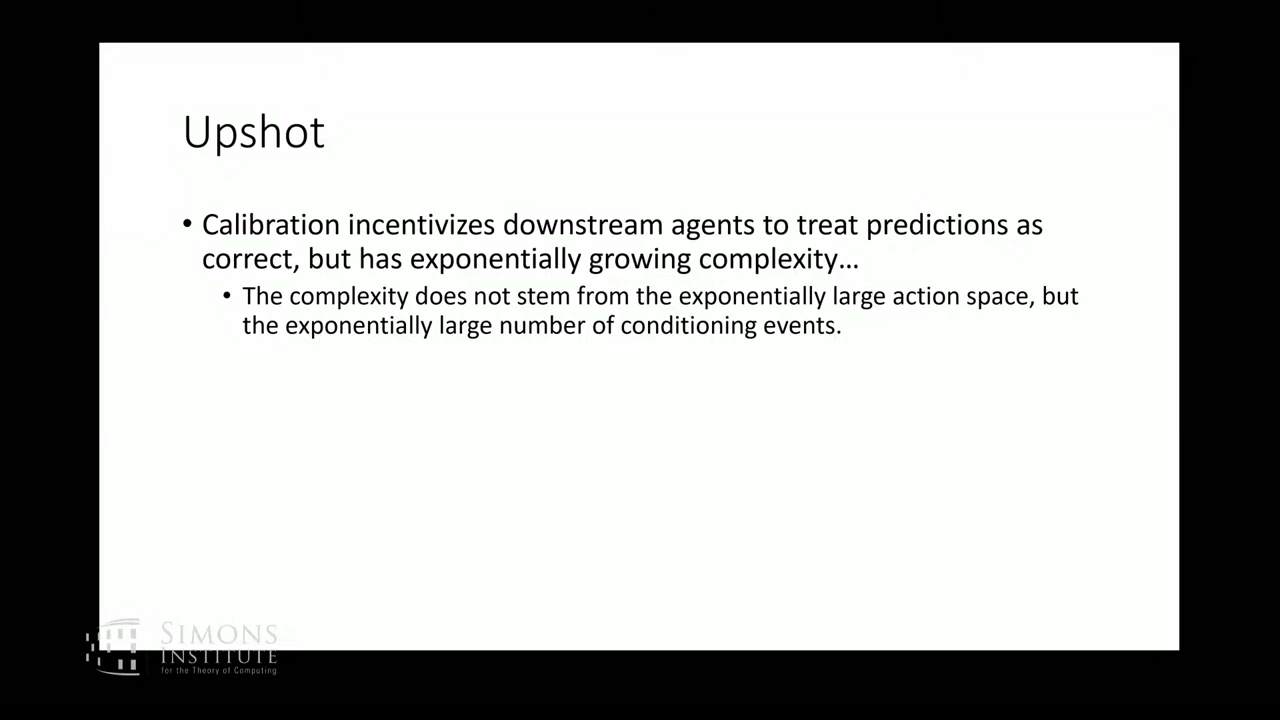 Upshot
• Calibration incentivizes downstream agents to treat predictions as
correct, but has exponentially growing complexity…
• The complexity does not stem from the exponentially large action space, but
the exponentially large number of conditioning events.
SIMONS
INSTITUTE
for the Theory of Computing